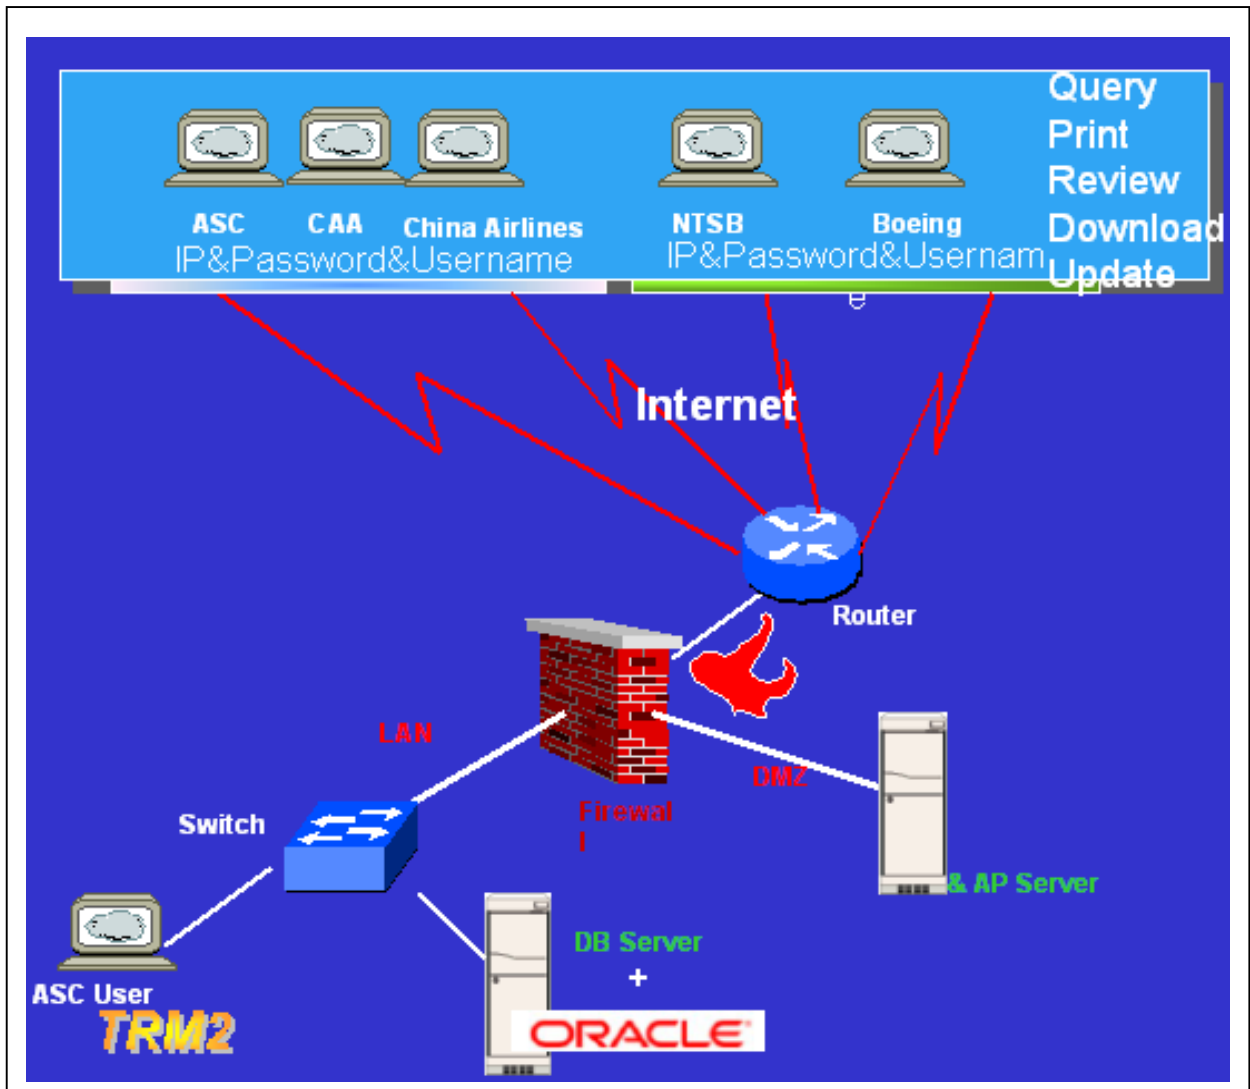 Query
Print
Review
Download
Update
ASC
CAA
China Airlines
NTSB
Boeing
IP&Password&Username
IP&Password&Usernam
e
Internet
Router
LAN
DMZ
Firewal
l
Switch
& AP Server
DB Server
+
ASC User
TRM2
ORACLE